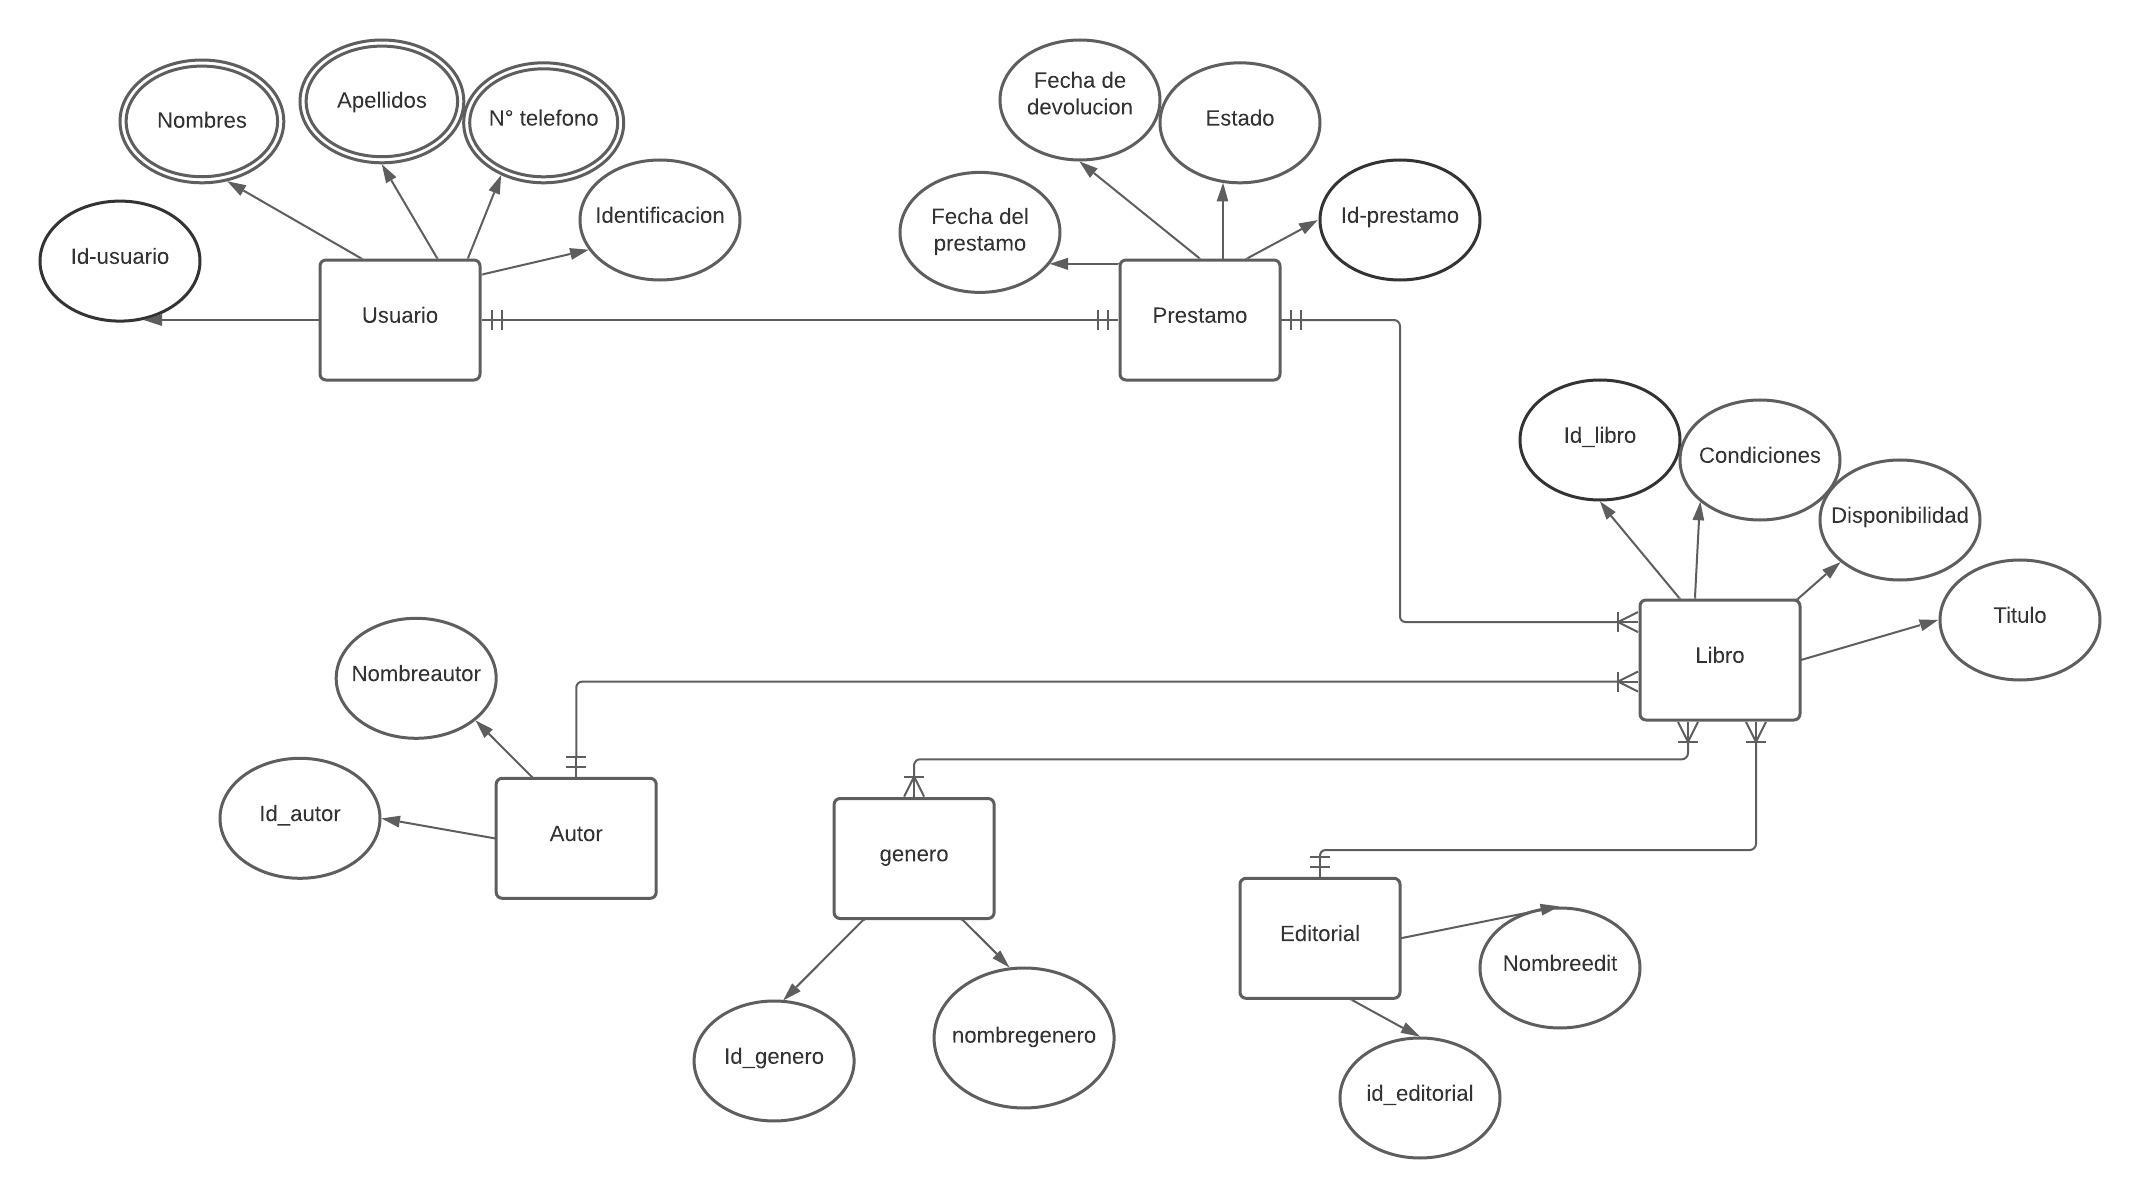 Nombres
Apellidos
N° telefono
Identificacion
Id-usuario
Usuario
Fecha de
devolucion
Estado
Fecha del
prestamo
Id-prestamo
Prestamo
Id_libro
Condiciones
Disponibilidad
Titulo
Libro
Nombreautor
Id_autor
Autor
genero
Id_genero
nombregenero
Editorial
Nombreedit
id_editorial